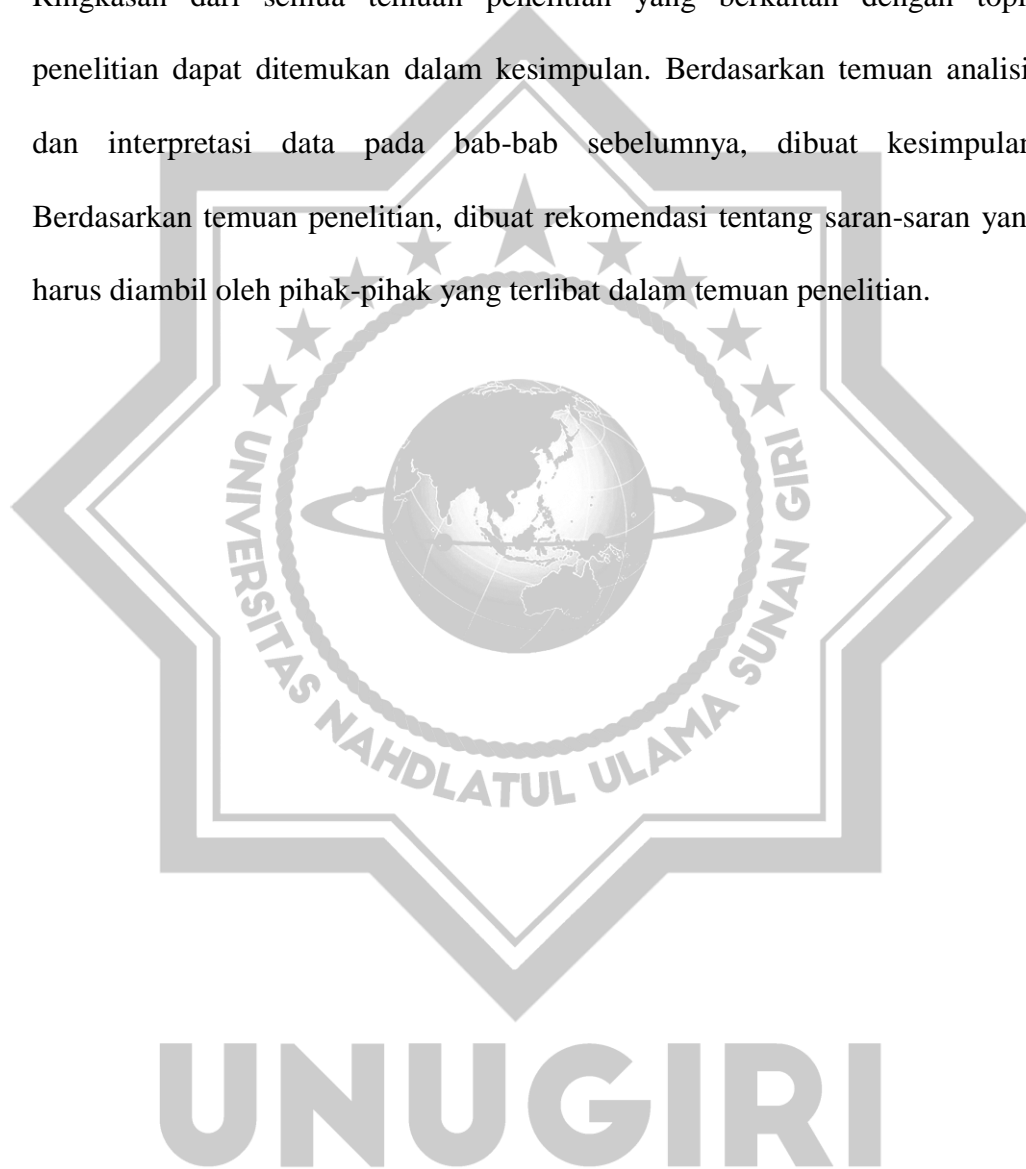 Ringkasan dari semua temuan penelitian yang berkaitan dengan topi
penelitian dapat ditemukan dalam kesimpulan. Berdasarkan temuan analisi
dan interpretasi data pada bab-bab sebelumnya, dibuat kesimpulan
Berdasarkan temuan penelitian, dibuat rekomendasi tentang saran-saran yan
harus diambil oleh pihak-pihak yang terlibat dalam temuan penelitian.
UNIVERSITAS NAHDLATUL ULAMA SUNAN GIRI
UNUGIRI